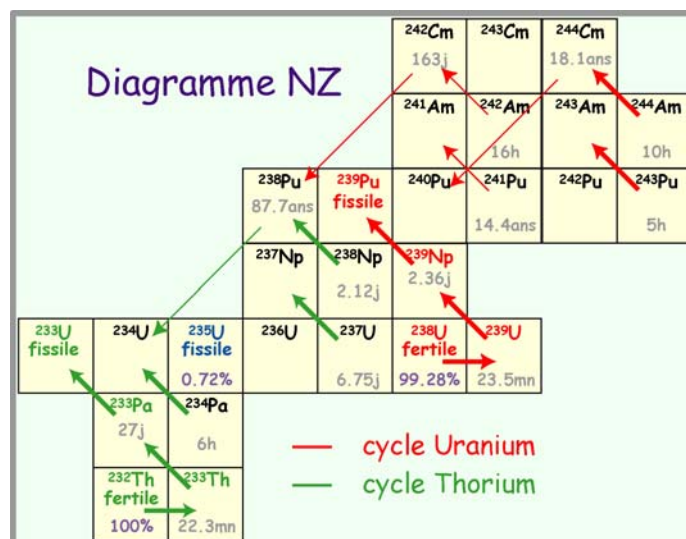 Diagramme NZ
²⁴²Cm ²⁴³Cm ²⁴⁴Cm
163j 18.1ans
²⁴¹Am ²⁴²Am ²⁴³Am ²⁴⁴Am
16h 10h
²³⁸Pu ²³⁹Pu ²⁴⁰Pu ²⁴¹Pu ²⁴²Pu ²⁴³Pu
fissile
87.7ans 14.4ans 5h
²³⁷Np ²³⁸Np ²³⁹Np
2.12j 2.36j
²³³U ²³⁴U ²³⁵U ²³⁶U ²³⁷U ²³⁸U ²³⁹U
fissile fissile fertile
0.72% 6.75j 99.28% 23.5mn
²³³Pa ²³⁴Pa
27j 6h
²³²Th ²³³Th
fertile
100% 22.3mn
cycle Uranium
cycle Thorium